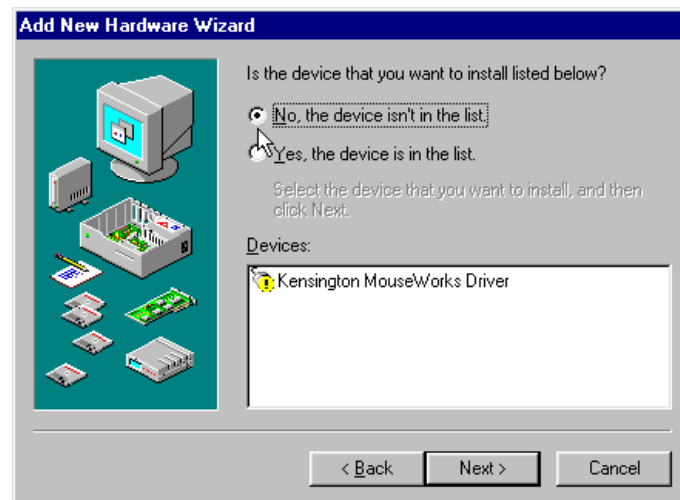 Add New Hardware Wizard
Is the device that you want to install listed below?
No, the device isn't in the list.
Yes, the device is in the list.
Select the device that you want to install, and then
click Next.
Devices:
Kensington MouseWorks Driver
< Back
Next >
Cancel